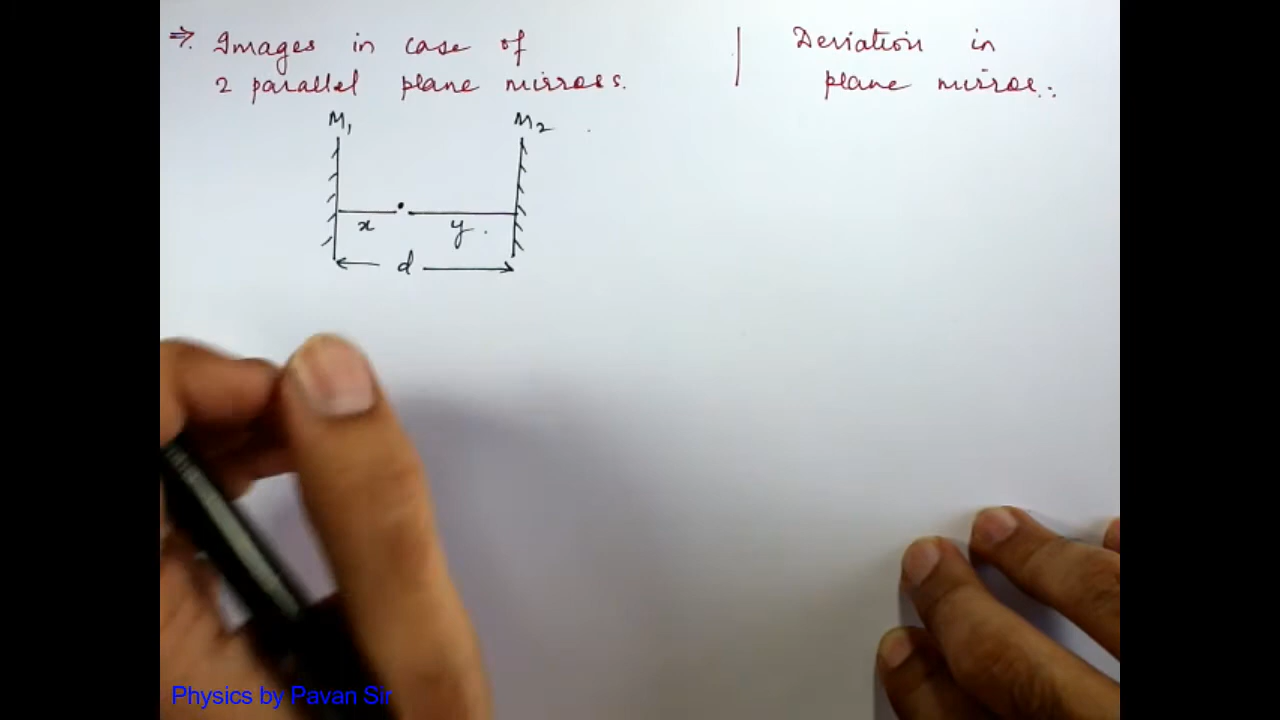 ⇒. Images in case of
2 parallel plane mirrors.
Deviation in
plane mirror.:
M1 M2
x y
d
Physics by Pavan Sir